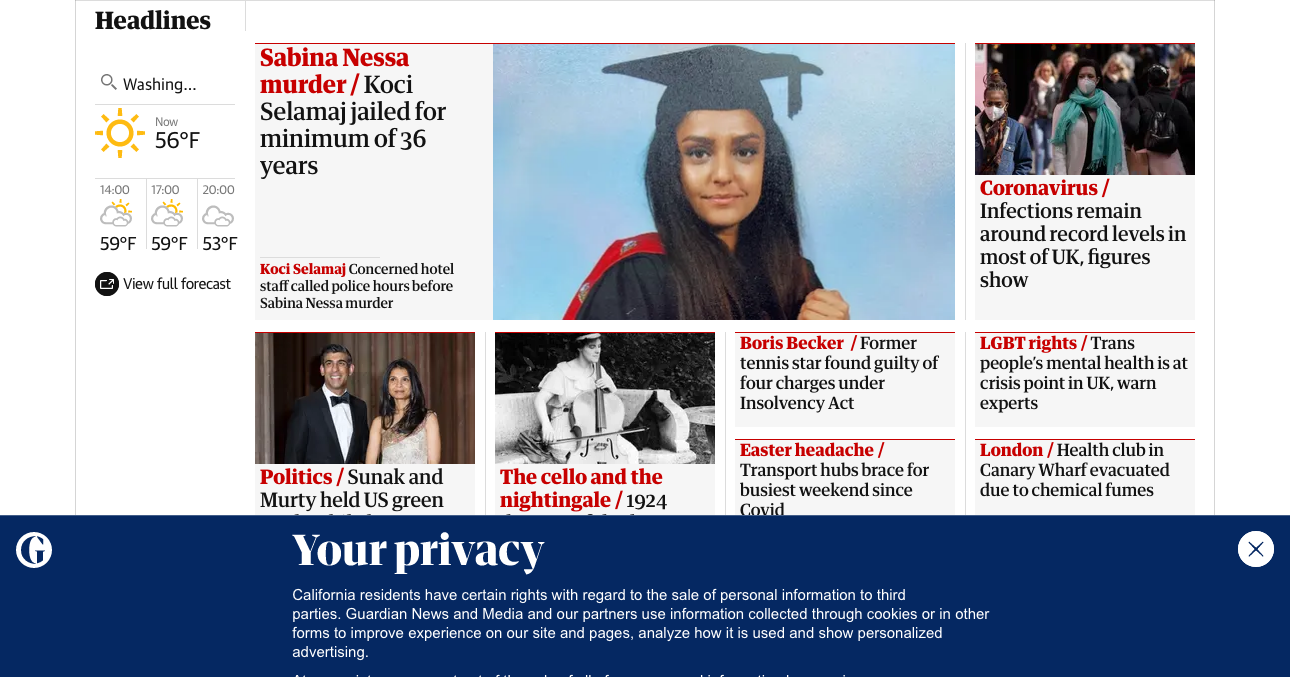 Headlines
Washing...
Now
56°F
14:00 17:00 20:00
59°F 59°F 53°F
View full forecast
Sabina Nessa
murder / Koci
Selamaj jailed for
minimum of 36
years
Koci Selamaj Concerned hotel
staff called police hours before
Sabina Nessa murder
Coronavirus /
Infections remain
around record levels in
most of UK, figures
show
Politics / Sunak and
Murty held US green
The cello and the
nightingale / 1924
Boris Becker / Former
tennis star found guilty of
four charges under
Insolvency Act
Easter headache /
Transport hubs brace for
busiest weekend since
Covid
LGBT rights / Trans
people’s mental health is at
crisis point in UK, warn
experts
London / Health club in
Canary Wharf evacuated
due to chemical fumes
Your privacy
California residents have certain rights with regard to the sale of personal information to third
parties. Guardian News and Media and our partners use information collected through cookies or in other
forms to improve experience on our site and pages, analyze how it is used and show personalized
advertising.